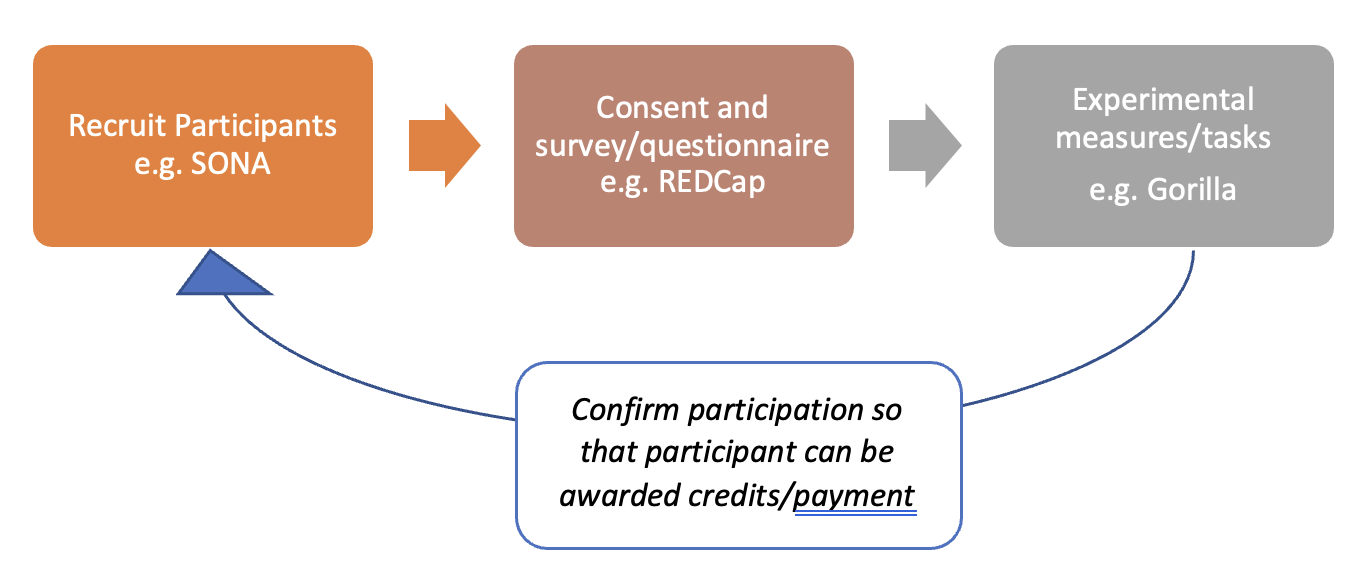 Recruit Participants
e.g. SONA
Consent and
survey/questionnaire
e.g. REDCap
Experimental
measures/tasks
e.g. Gorilla
Confirm participation so
that participant can be
awarded credits/payment